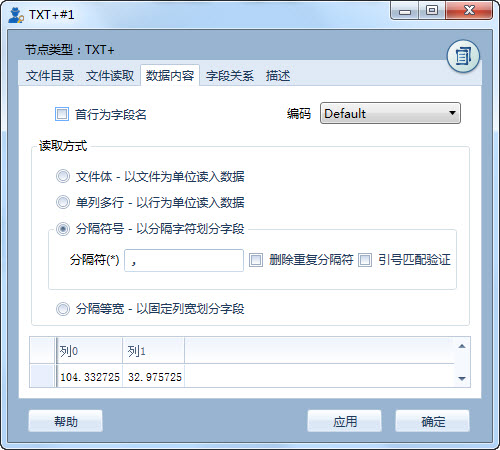 TXT+#1
节点类型：TXT+
文件目录 文件读取 数据内容 字段关系 描述
首行为字段名 编码 Default
读取方式
文件体 - 以文件为单位读入数据
单列多行 - 以行为单位读入数据
分隔符号 - 以分隔字符划分字段
分隔符(*) , 删除重复分隔符 引号匹配验证
分隔等宽 - 以固定列宽划分字段
列0 列1
104.332725 32.975725
帮助 应用 确定